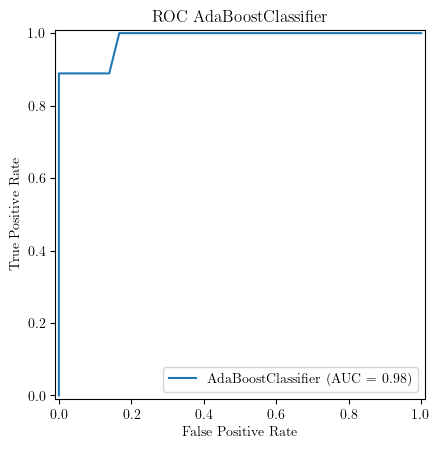 ROC AdaBoostClassifier
1.0
0.8
0.6
0.4
0.2
0.0
True Positive Rate
AdaBoostClassifier (AUC = 0.98)
0.0 0.2 0.4 0.6 0.8 1.0
False Positive Rate